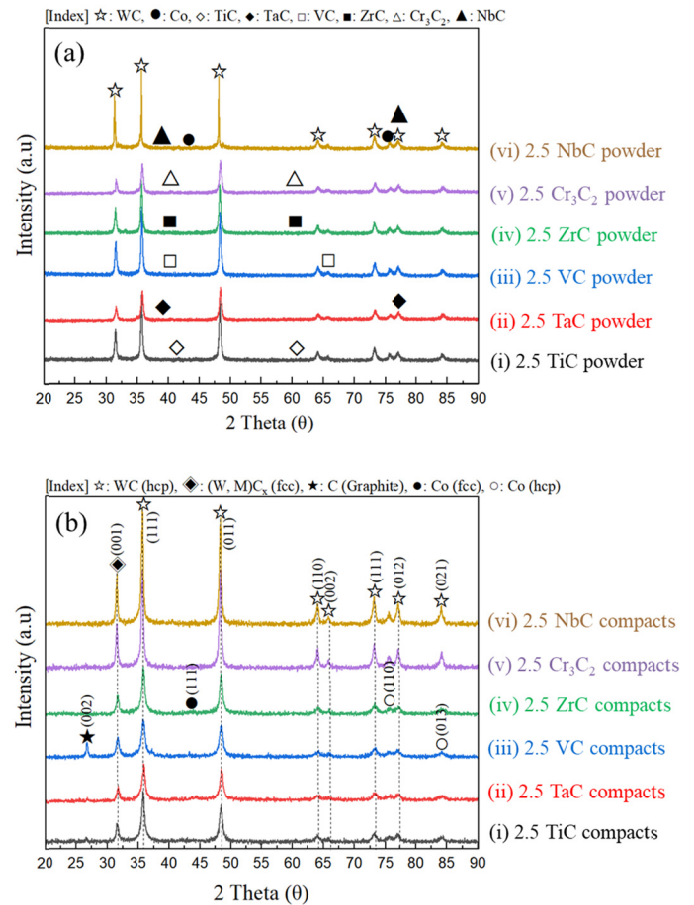 [Index] ☆: WC, ●: Co, ◇: TiC, ◆: TaC, □: VC, ■: ZrC, △: Cr₃C₂, ▲: NbC
(a)
Intensity (a.u)
(vi) 2.5 NbC powder
(v) 2.5 Cr₃C₂ powder
(iv) 2.5 ZrC powder
(iii) 2.5 VC powder
(ii) 2.5 TaC powder
(i) 2.5 TiC powder
20 25 30 35 40 45 50 55 60 65 70 75 80 85 90
2 Theta (θ)
[Index] ☆: WC (hcp), ◆: (W, M)Cₓ (fcc), ★: C (Graphite), ● Co (fcc), ○: Co (hcp)
(b)
(001)
(111)
(011)
(110)
(002)
(111)
(012)
(021)
(002)
(111)
(110)
(013)
Intensity (a.u)
(vi) 2.5 NbC compacts
(v) 2.5 Cr₃C₂ compacts
(iv) 2.5 ZrC compacts
(iii) 2.5 VC compacts
(ii) 2.5 TaC compacts
(i) 2.5 TiC compacts
20 25 30 35 40 45 50 55 60 65 70 75 80 85 90
2 Theta (θ)